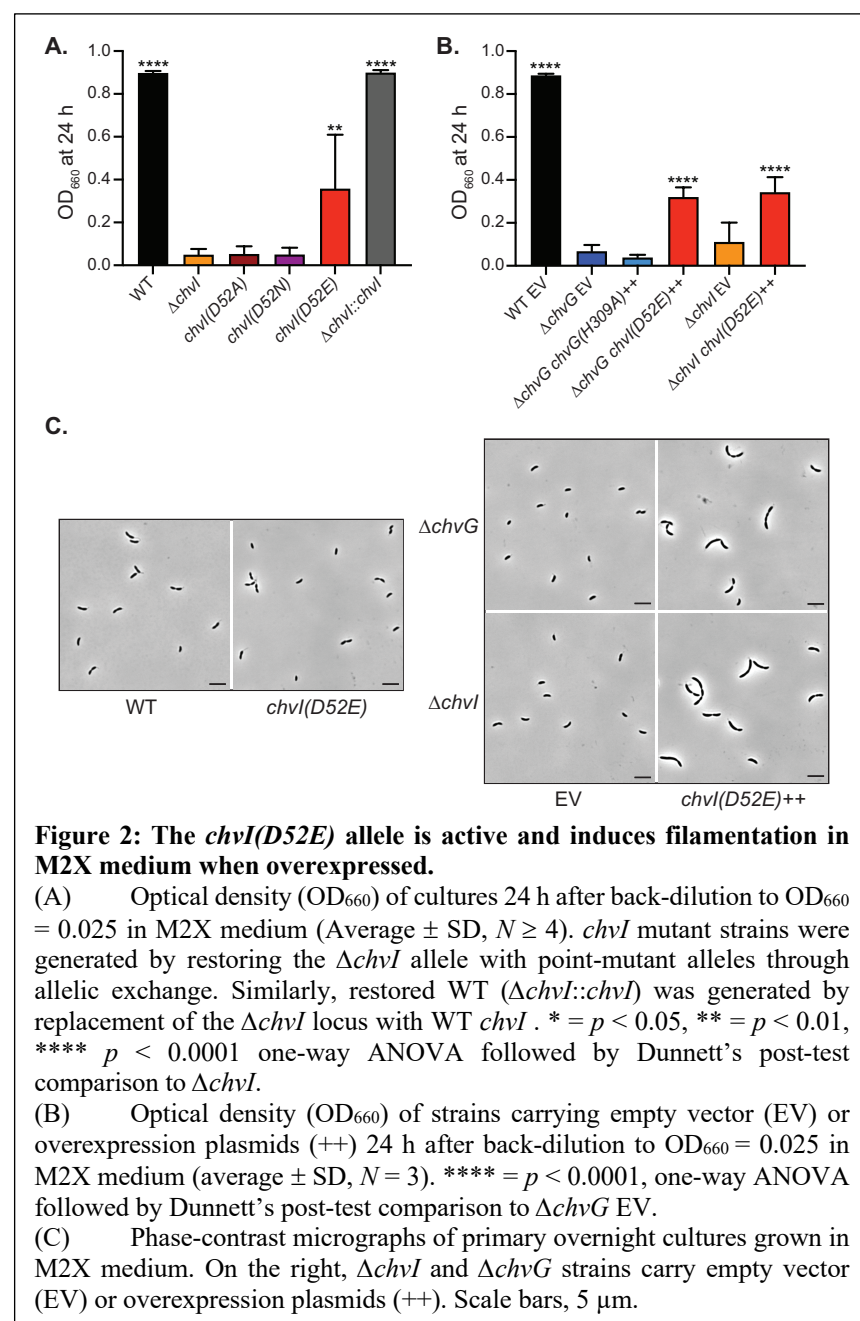 A.
1.0
0.8
0.6
0.4
0.2
0.0
OD660 at 24 h
****
**
****
WT
ΔchvI
chvI(D52A)
chvI(D52N)
chvI(D52E)
ΔchvI::chvI
B.
1.0
0.8
0.6
0.4
0.2
0.0
OD660 at 24 h
****
****
****
WT EV
ΔchvG EV
ΔchvG chvG(H309A)++
ΔchvG chvI(D52E)++
ΔchvI EV
ΔchvI chvI(D52E)++
C.
WT
chvI(D52E)
ΔchvG
ΔchvI
EV
chvI(D52E)++
Figure 2: The chvI(D52E) allele is active and induces filamentation in
M2X medium when overexpressed.
(A) Optical density (OD660) of cultures 24 h after back-dilution to OD660
= 0.025 in M2X medium (Average ± SD, N ≥ 4). chvI mutant strains were
generated by restoring the ΔchvI allele with point-mutant alleles through
allelic exchange. Similarly, restored WT (ΔchvI::chvI) was generated by
replacement of the ΔchvI locus with WT chvI . * = p < 0.05, ** = p < 0.01,
**** p < 0.0001 one-way ANOVA followed by Dunnett’s post-test
comparison to ΔchvI.
(B) Optical density (OD660) of strains carrying empty vector (EV) or
overexpression plasmids (++) 24 h after back-dilution to OD660 = 0.025 in
M2X medium (average ± SD, N = 3). **** = p < 0.0001, one-way ANOVA
followed by Dunnett’s post-test comparison to ΔchvG EV.
(C) Phase-contrast micrographs of primary overnight cultures grown in
M2X medium. On the right, ΔchvI and ΔchvG strains carry empty vector
(EV) or overexpression plasmids (++). Scale bars, 5 μm.